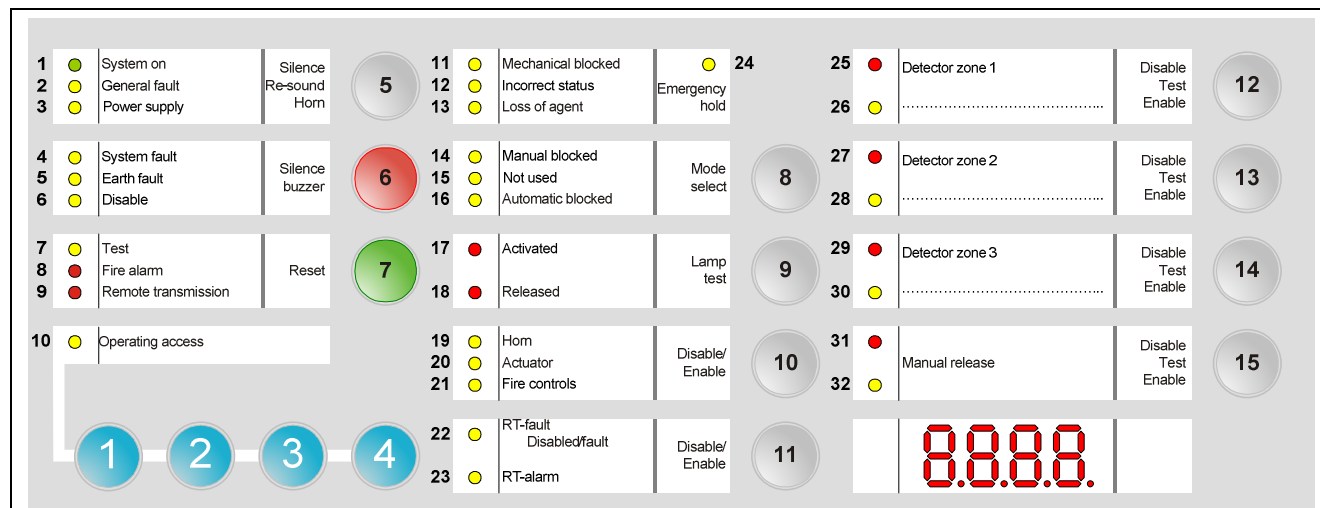 1 System on
2 General fault
3 Power supply
Silence
Re-sound
Horn
5
4 System fault
5 Earth fault
6 Disable
Silence
buzzer
6
7 Test
8 Fire alarm
9 Remote transmission
Reset
7
10 Operating access
1 2 3 4
11 Mechanical blocked
12 Incorrect status
13 Loss of agent
24
Emergency
hold
14 Manual blocked
15 Not used
16 Automatic blocked
Mode
select
8
17 Activated
18 Released
Lamp
test
9
19 Horn
20 Actuator
21 Fire controls
Disable/
Enable
10
22 RT-fault
Disabled/fault
23 RT-alarm
Disable/
Enable
11
25 Detector zone 1
26 ........................................
Disable
Test
Enable
12
27 Detector zone 2
28 ........................................
Disable
Test
Enable
13
29 Detector zone 3
30 ........................................
Disable
Test
Enable
14
31
Manual release
32
Disable
Test
Enable
15
8.8.8.8.